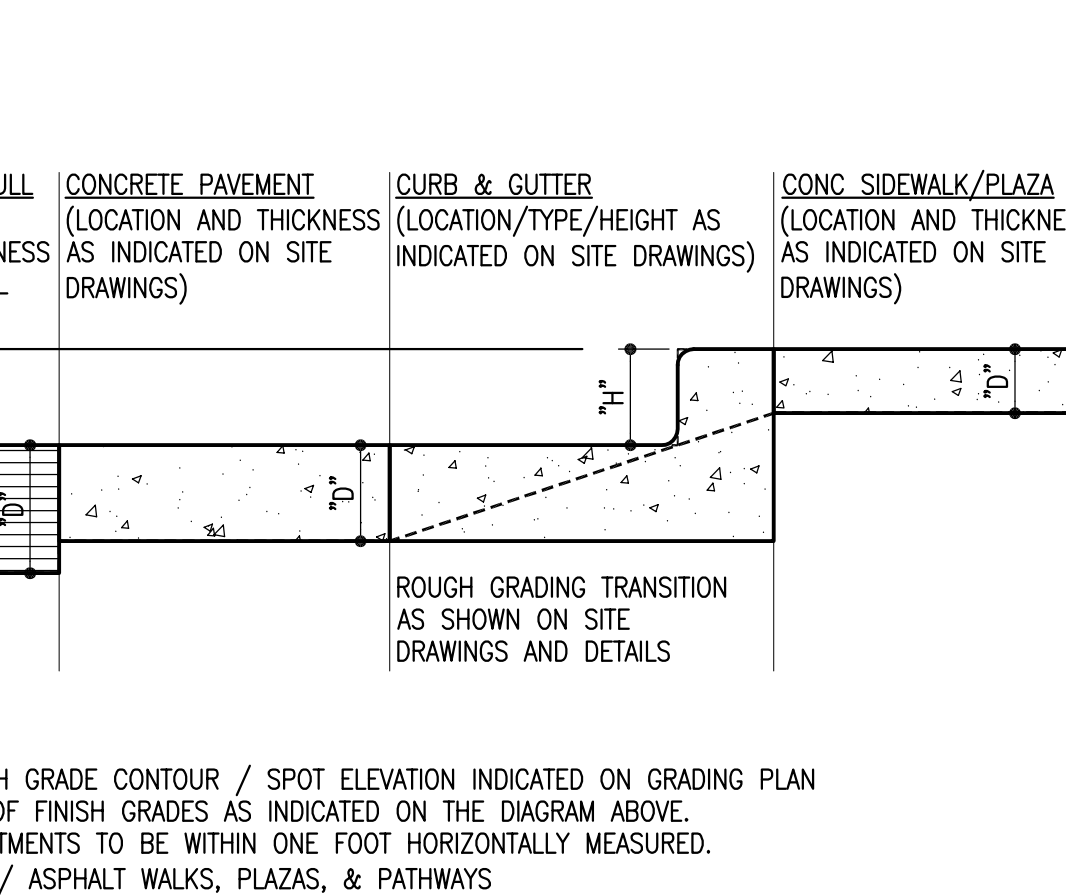 ULL
NESS
CONCRETE PAVEMENT
(LOCATION AND THICKNESS
AS INDICATED ON SITE
DRAWINGS)
CURB & GUTTER
(LOCATION/TYPE/HEIGHT AS
INDICATED ON SITE DRAWINGS)
CONC SIDEWALK/PLAZA
(LOCATION AND THICKNE
AS INDICATED ON SITE
DRAWINGS)
"H"
"D"
"D"
"D"
ROUGH GRADING TRANSITION
AS SHOWN ON SITE
DRAWINGS AND DETAILS
H GRADE CONTOUR / SPOT ELEVATION INDICATED ON GRADING PLAN
OF FINISH GRADES AS INDICATED ON THE DIAGRAM ABOVE.
TMENTS TO BE WITHIN ONE FOOT HORIZONTALLY MEASURED.
/ ASPHALT WALKS, PLAZAS, & PATHWAYS